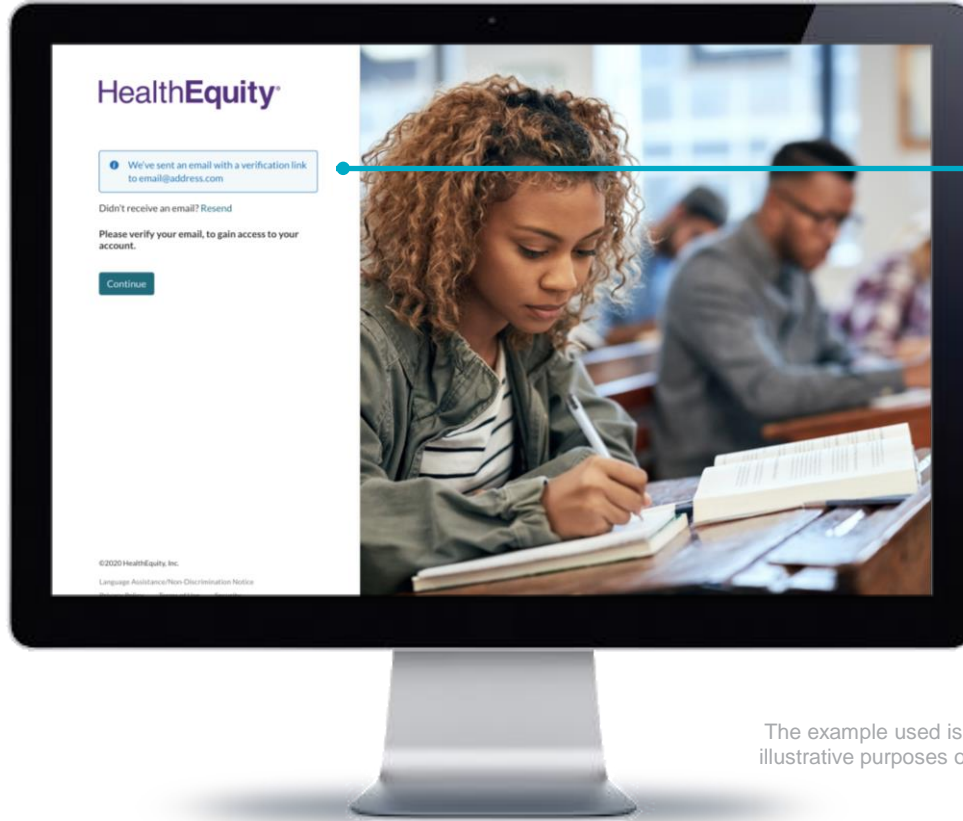 HealthEquity
We've sent an email with a verification link
to email@address.com
Didn't receive an email? Resend
Please verify your email, to gain access to your
account.
Continue
©2020 HealthEquity, Inc.
Language Assistance/Non-Discrimination Notice
The example used is
illustrative purposes